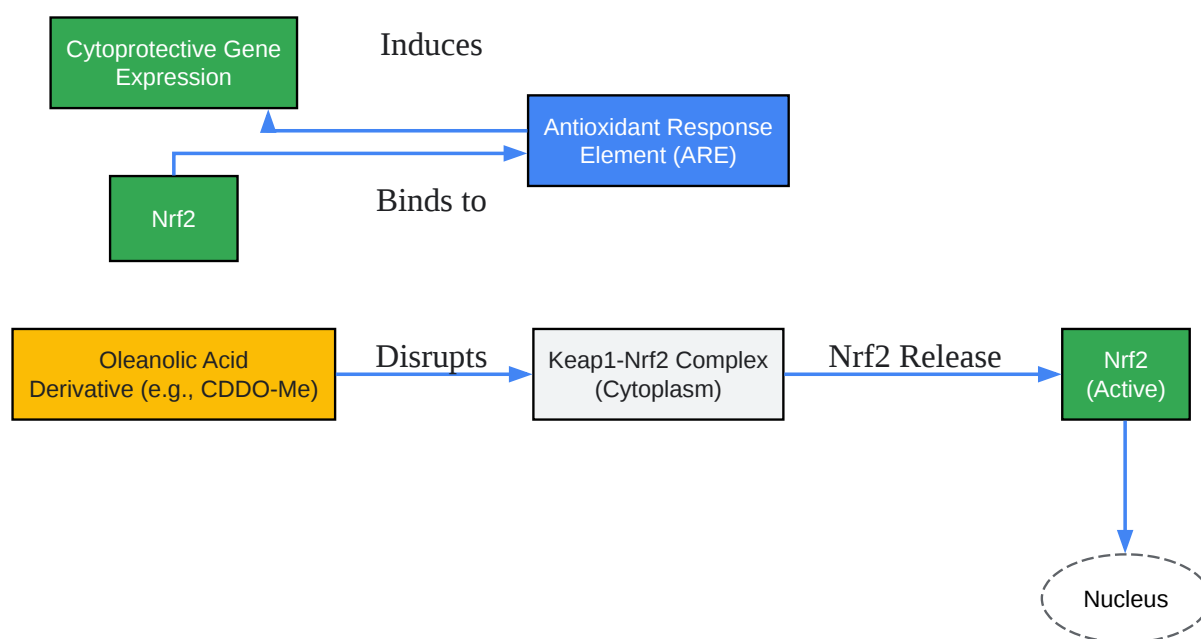 Cytoprotective Gene
Expression
Induces
Antioxidant Response
Element (ARE)
Binds to
Nrf2
Oleanolic Acid
Derivative (e.g., CDDO-Me)
Disrupts
Keap1-Nrf2 Complex
(Cytoplasm)
Nrf2 Release
Nrf2
(Active)
Nucleus